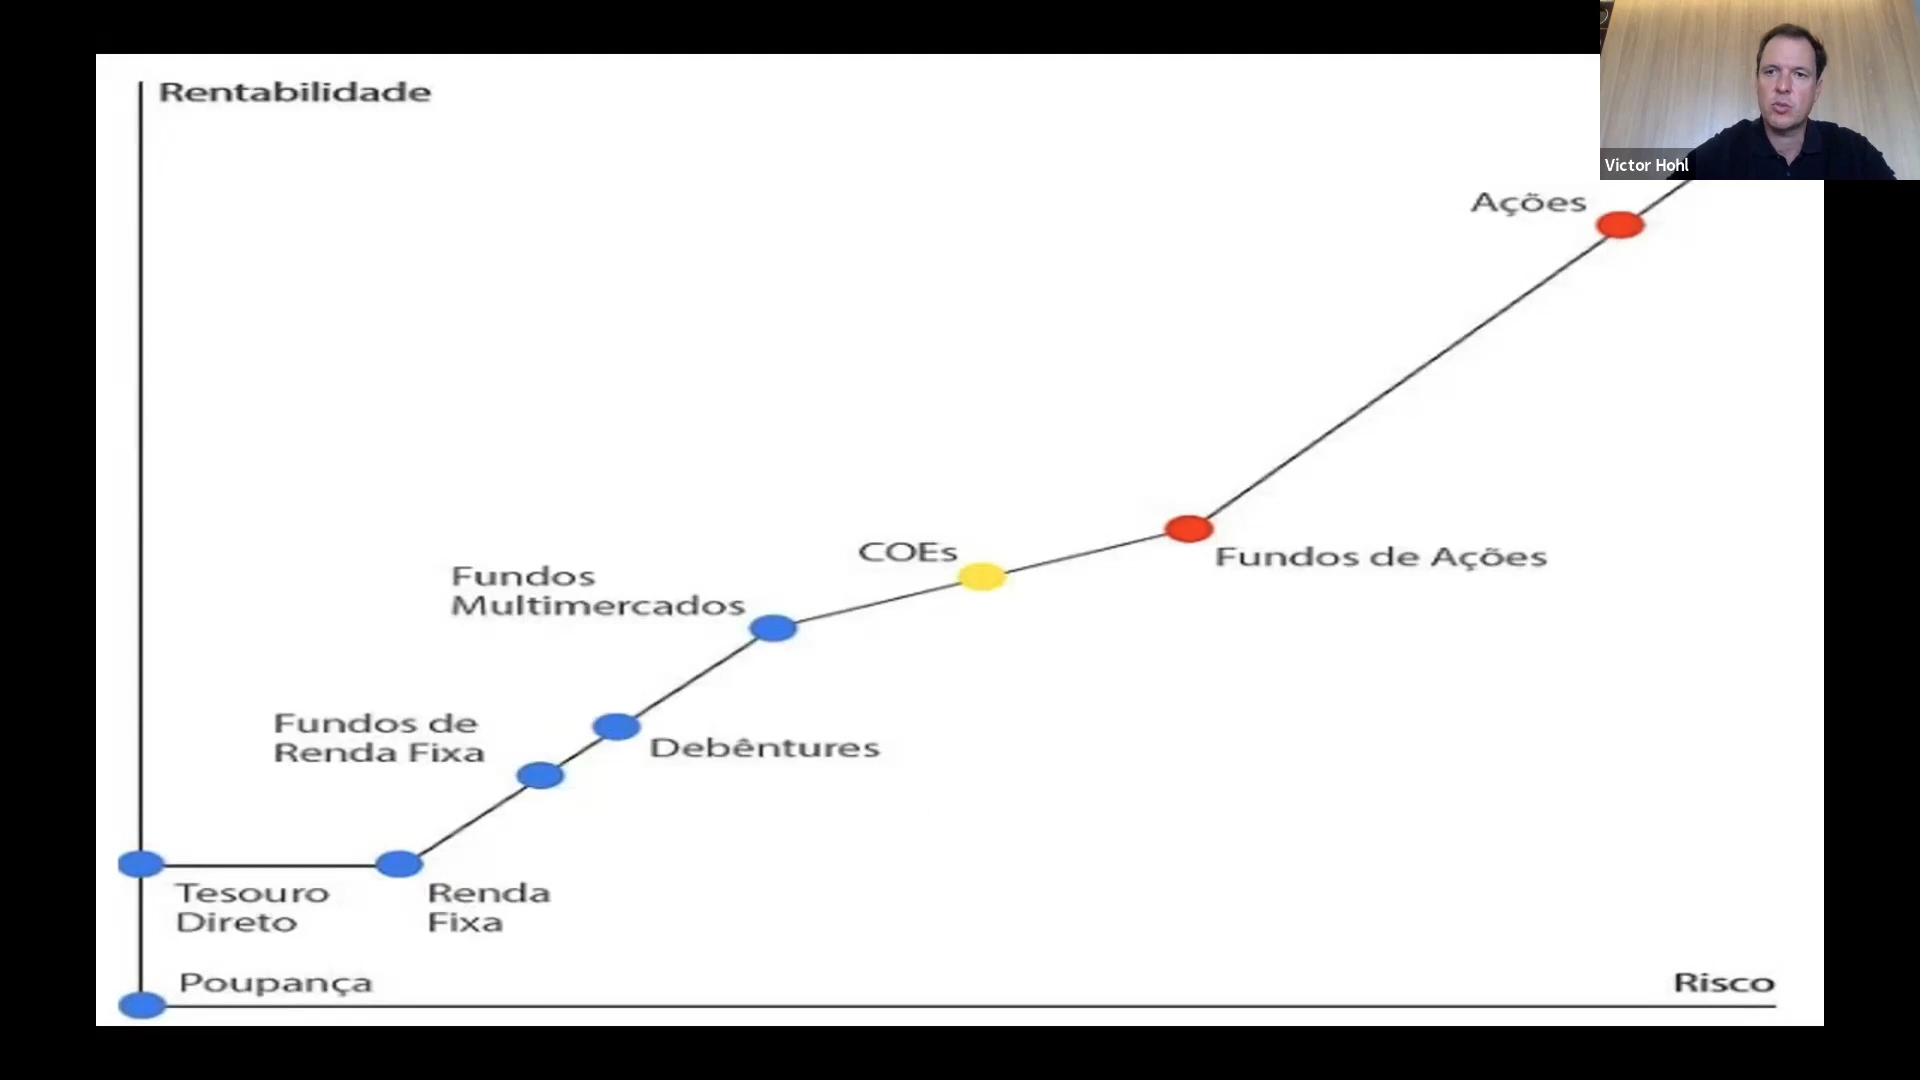 Rentabilidade
Victor Hohl
Ações
COEs
Fundos de Ações
Fundos
Multimercados
Fundos de
Renda Fixa
Debêntures
Tesouro
Direto
Renda
Fixa
Poupança
Risco